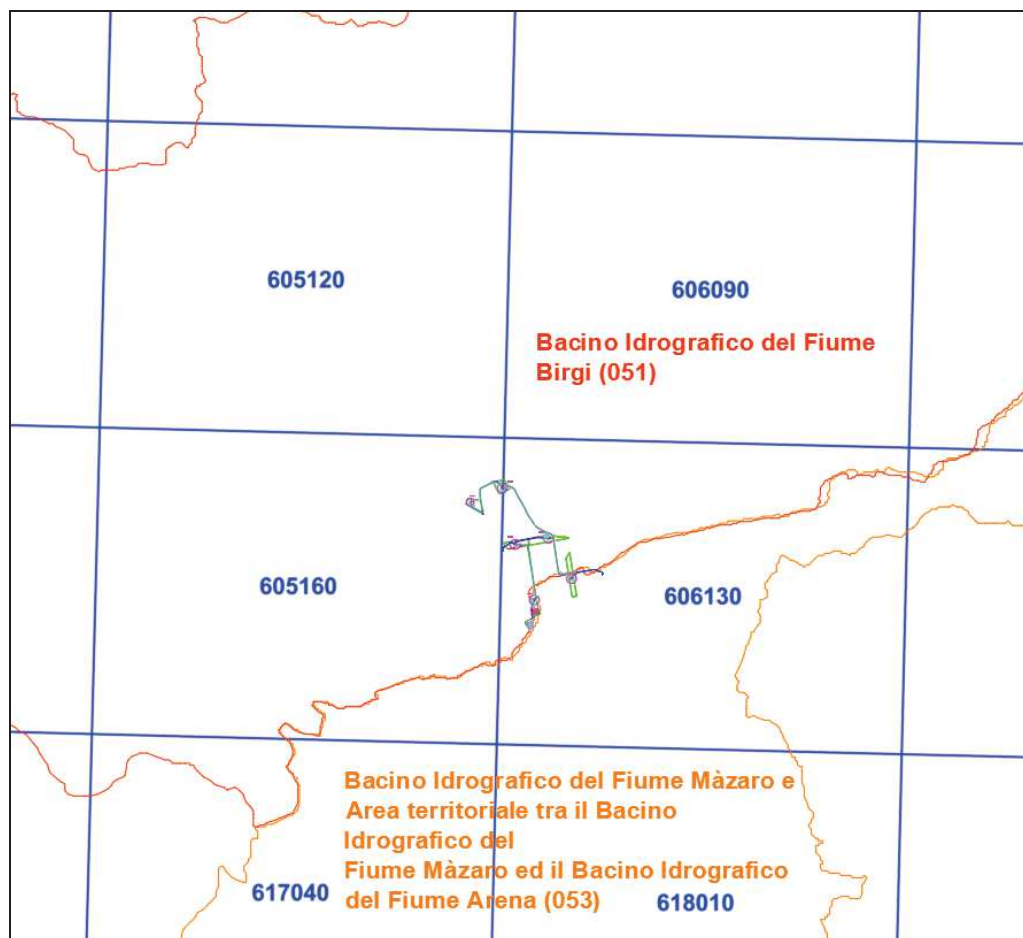 605120
606090
Bacino Idrografico del Fiume
Birgi (051)
605160
606130
Bacino Idrografico del Fiume Màzaro e
Area territoriale tra il Bacino
Idrografico del
Fiume Màzaro ed il Bacino Idrografico
del Fiume Arena (053)
617040
618010